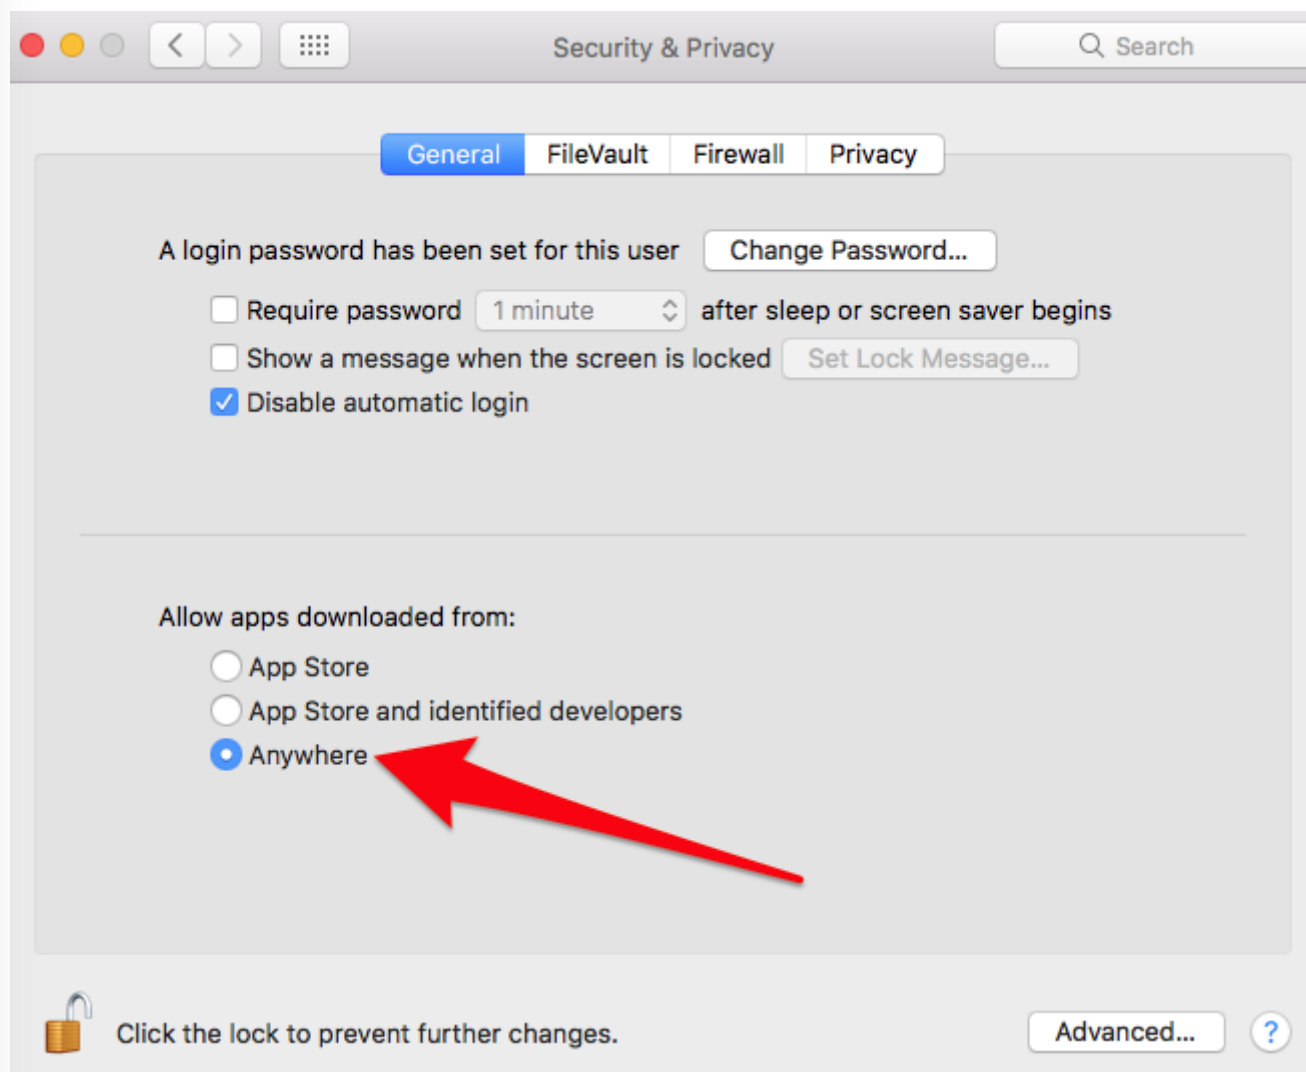 Security & Privacy
Search
General FileVault Firewall Privacy
A login password has been set for this user Change Password...
Require password 1 minute after sleep or screen saver begins
Show a message when the screen is locked Set Lock Message...
Disable automatic login
Allow apps downloaded from:
App Store
App Store and identified developers
Anywhere
Click the lock to prevent further changes.
Advanced... ?